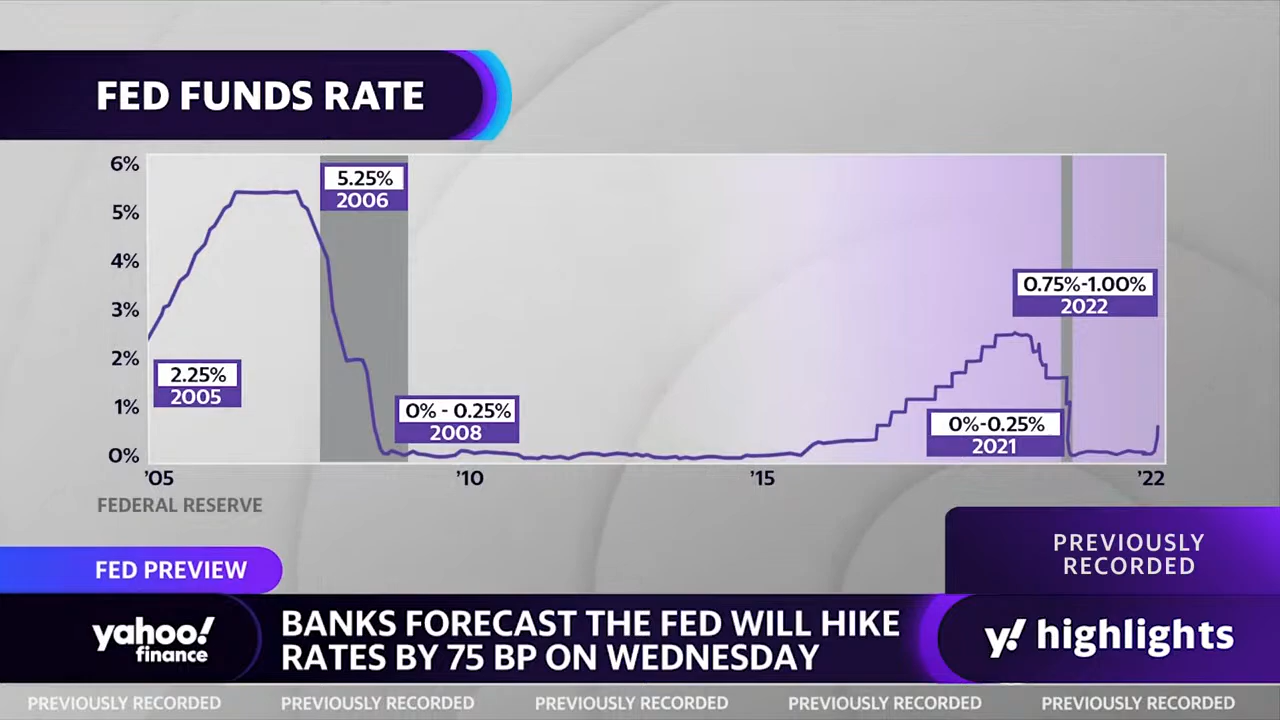 FED FUNDS RATE
6%
5%
4%
3%
2%
1%
0%
5.25%
2006
0.75%-1.00%
2022
2.25%
2005
0% - 0.25%
2008
0%-0.25%
2021
'05
'10
'15
'22
FEDERAL RESERVE
PREVIOUSLY
RECORDED
FED PREVIEW
yahoo!
finance
BANKS FORECAST THE FED WILL HIKE
RATES BY 75 BP ON WEDNESDAY
y! highlights
PREVIOUSLY RECORDED PREVIOUSLY RECORDED PREVIOUSLY RECORDED PREVIOUSLY RECORDED PREVIOUSLY RECORDED